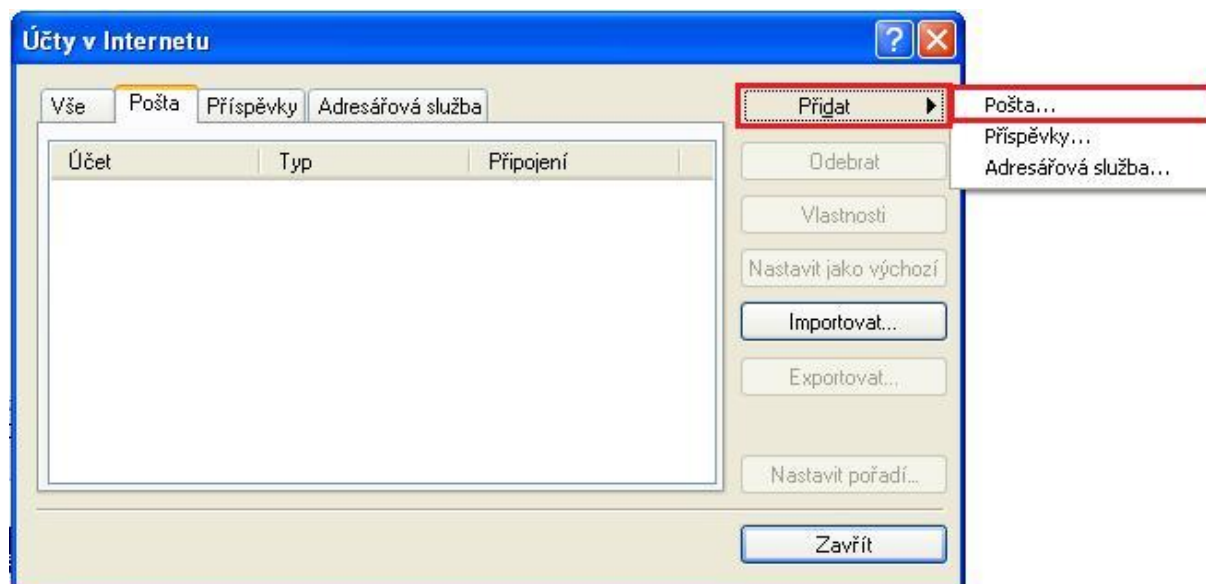 Účty v Internetu
Vše Pošta Příspěvky Adresářová služba
Přidat
Pošta...
Příspěvky...
Adresářová služba...
Účet Typ Připojení
Odebrat
Vlastnosti
Nastavit jako výchozí
Importovat...
Exportovat...
Nastavit pořadí...
Zavřít